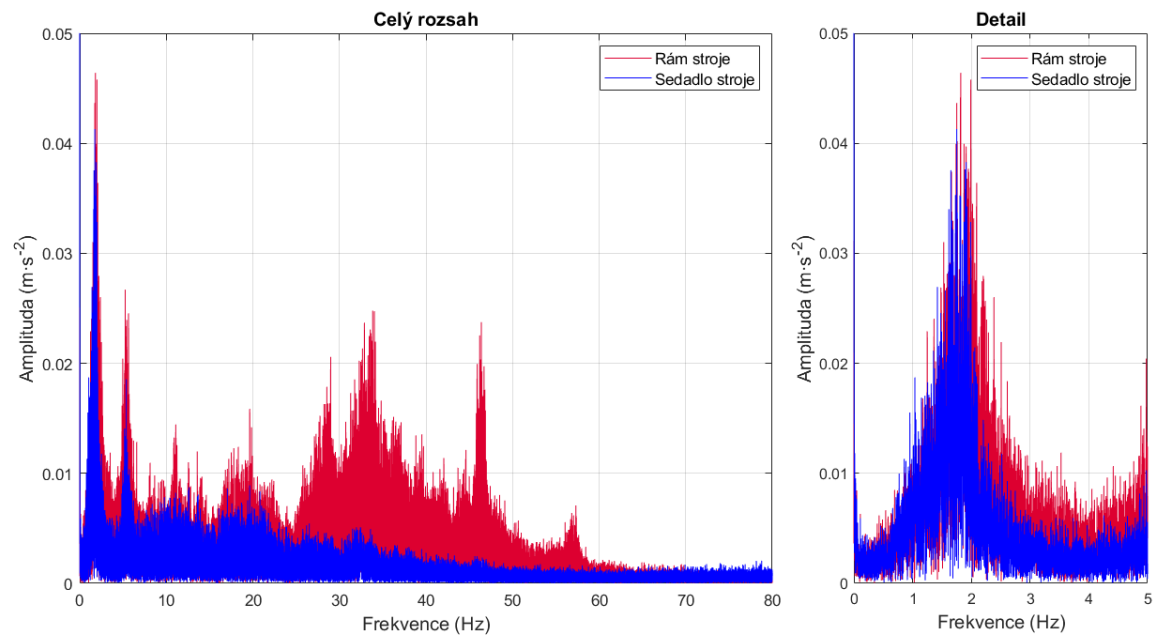 Celý rozsah
Rám stroje
Sedadlo stroje
Amplituda (m·s⁻²)
0.05
0.04
0.03
0.02
0.01
0
0 10 20 30 40 50 60 70 80
Frekvence (Hz)
Detail
Rám stroje
Sedadlo stroje
Amplituda (m·s⁻²)
0.05
0.04
0.03
0.02
0.01
0
0 1 2 3 4 5
Frekvence (Hz)